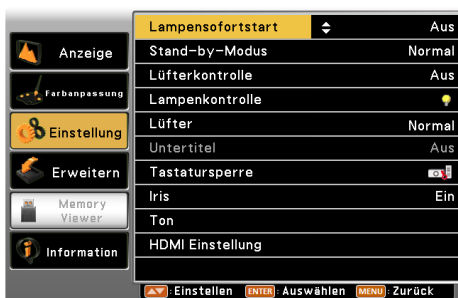 Anzeige
Farbanpassung
Einstellung
Erweitern
Memory
Viewer
Information
Lampensofortstart Aus
Stand-by-Modus Normal
Lüfterkontrolle Aus
Lampenkontrolle
Lüfter Normal
Untertitel Aus
Tastatursperre
Iris Ein
Ton
HDMI Einstellung
:Einstellen ENTER:Auswählen MENU:Zurück